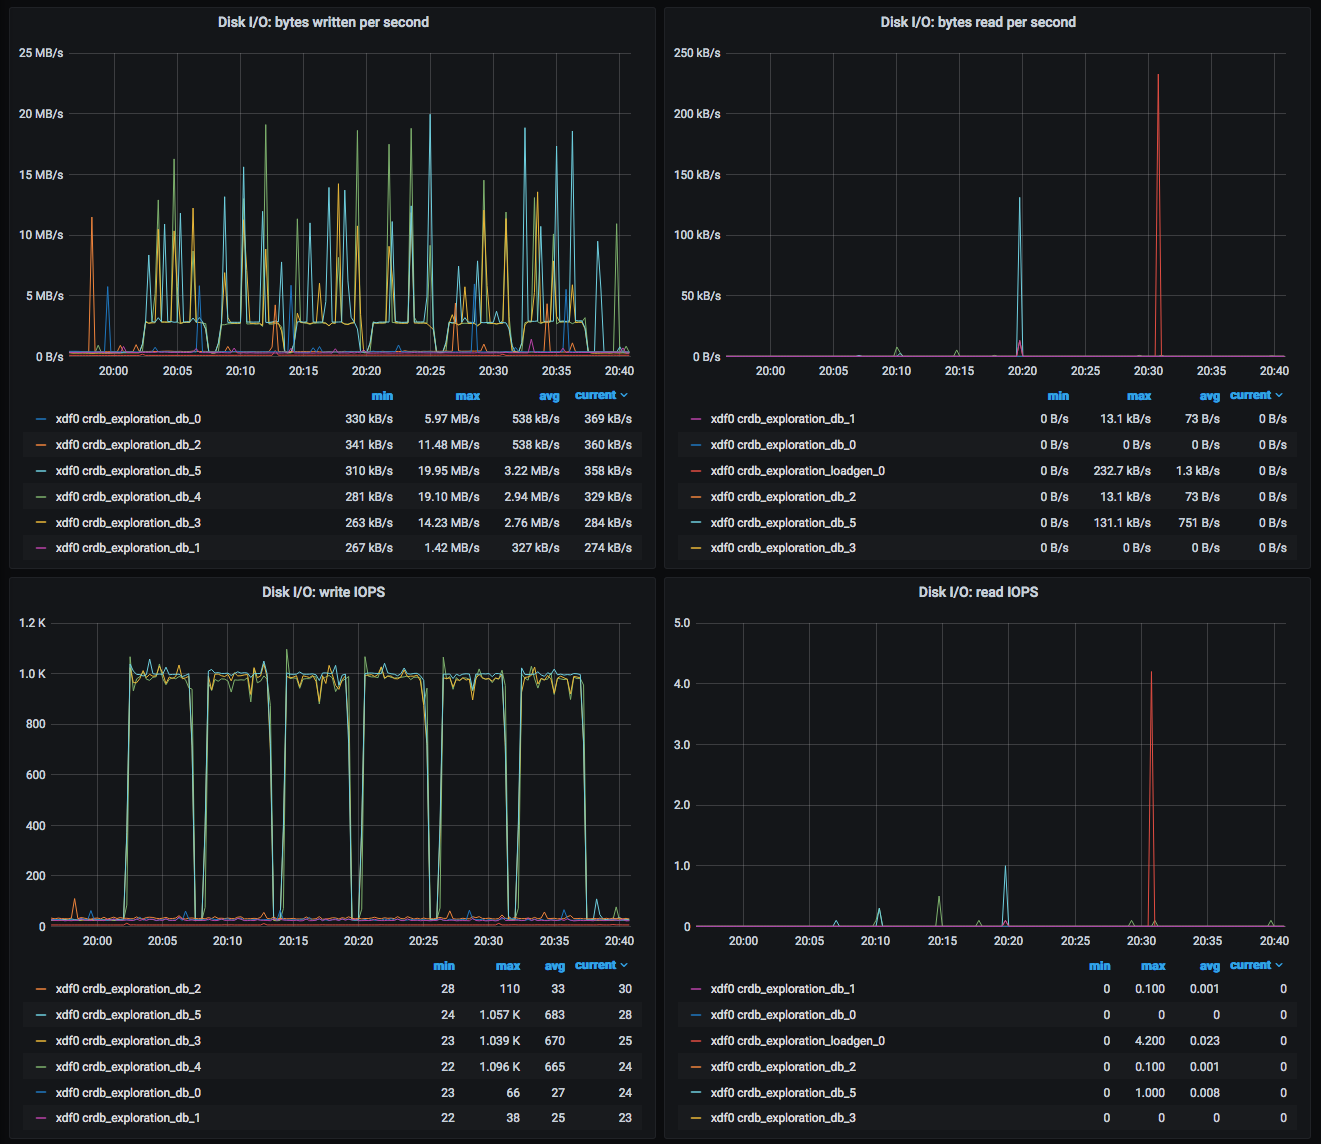 Disk I/O: bytes written per second
25 MB/s
20 MB/s
15 MB/s
10 MB/s
5 MB/s
0 B/s
20:00 20:05 20:10 20:15 20:20 20:25 20:30 20:35 20:40
min max avg current
xdf0 crdb_exploration_db_0 330 kB/s 5.97 MB/s 538 kB/s 369 kB/s
xdf0 crdb_exploration_db_2 341 kB/s 11.48 MB/s 538 kB/s 360 kB/s
xdf0 crdb_exploration_db_5 310 kB/s 19.95 MB/s 3.22 MB/s 358 kB/s
xdf0 crdb_exploration_db_4 281 kB/s 19.10 MB/s 2.94 MB/s 329 kB/s
xdf0 crdb_exploration_db_3 263 kB/s 14.23 MB/s 2.76 MB/s 284 kB/s
xdf0 crdb_exploration_db_1 267 kB/s 1.42 MB/s 327 kB/s 274 kB/s
Disk I/O: bytes read per second
250 kB/s
200 kB/s
150 kB/s
100 kB/s
50 kB/s
0 B/s
20:00 20:05 20:10 20:15 20:20 20:25 20:30 20:35 20:40
min max avg current
xdf0 crdb_exploration_db_1 0 B/s 13.1 kB/s 73 B/s 0 B/s
xdf0 crdb_exploration_db_0 0 B/s 0 B/s 0 B/s 0 B/s
xdf0 crdb_exploration_loadgen_0 0 B/s 232.7 kB/s 1.3 kB/s 0 B/s
xdf0 crdb_exploration_db_2 0 B/s 13.1 kB/s 73 B/s 0 B/s
xdf0 crdb_exploration_db_5 0 B/s 131.1 kB/s 751 B/s 0 B/s
xdf0 crdb_exploration_db_3 0 B/s 0 B/s 0 B/s 0 B/s
Disk I/O: write IOPS
1.2 K
1.0 K
800
600
400
200
0
20:00 20:05 20:10 20:15 20:20 20:25 20:30 20:35 20:40
min max avg current
xdf0 crdb_exploration_db_2 28 110 33 30
xdf0 crdb_exploration_db_5 24 1.057 K 683 28
xdf0 crdb_exploration_db_3 23 1.039 K 670 25
xdf0 crdb_exploration_db_4 22 1.096 K 665 24
xdf0 crdb_exploration_db_0 23 66 27 24
xdf0 crdb_exploration_db_1 22 38 25 23
Disk I/O: read IOPS
5.0
4.0
3.0
2.0
1.0
0
20:00 20:05 20:10 20:15 20:20 20:25 20:30 20:35 20:40
min max avg current
xdf0 crdb_exploration_db_1 0 0.100 0.001 0
xdf0 crdb_exploration_db_0 0 0 0 0
xdf0 crdb_exploration_loadgen_0 0 4.200 0.023 0
xdf0 crdb_exploration_db_2 0 0.100 0.001 0
xdf0 crdb_exploration_db_5 0 1.000 0.008 0
xdf0 crdb_exploration_db_3 0 0 0 0